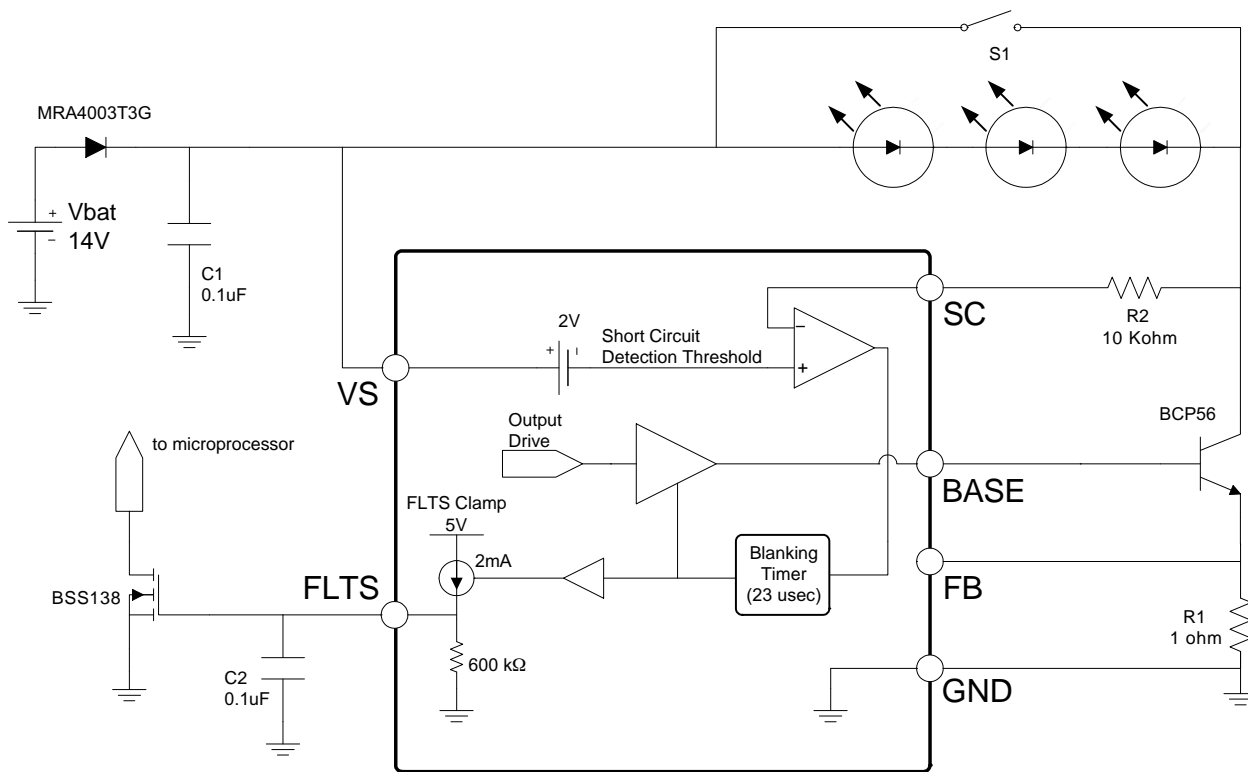 S1
MRA4003T3G
+
Vbat
–
14V
C1
0.1uF
SC
R2
10 Kohm
2V
+
–
Short Circuit
Detection Threshold
–
+
VS
BCP56
Output
Drive
to microprocessor
BASE
FLTS Clamp
5V
2mA
Blanking
Timer
(23 usec)
FLTS
FB
BSS138
R1
1 ohm
600 kΩ
C2
0.1uF
GND